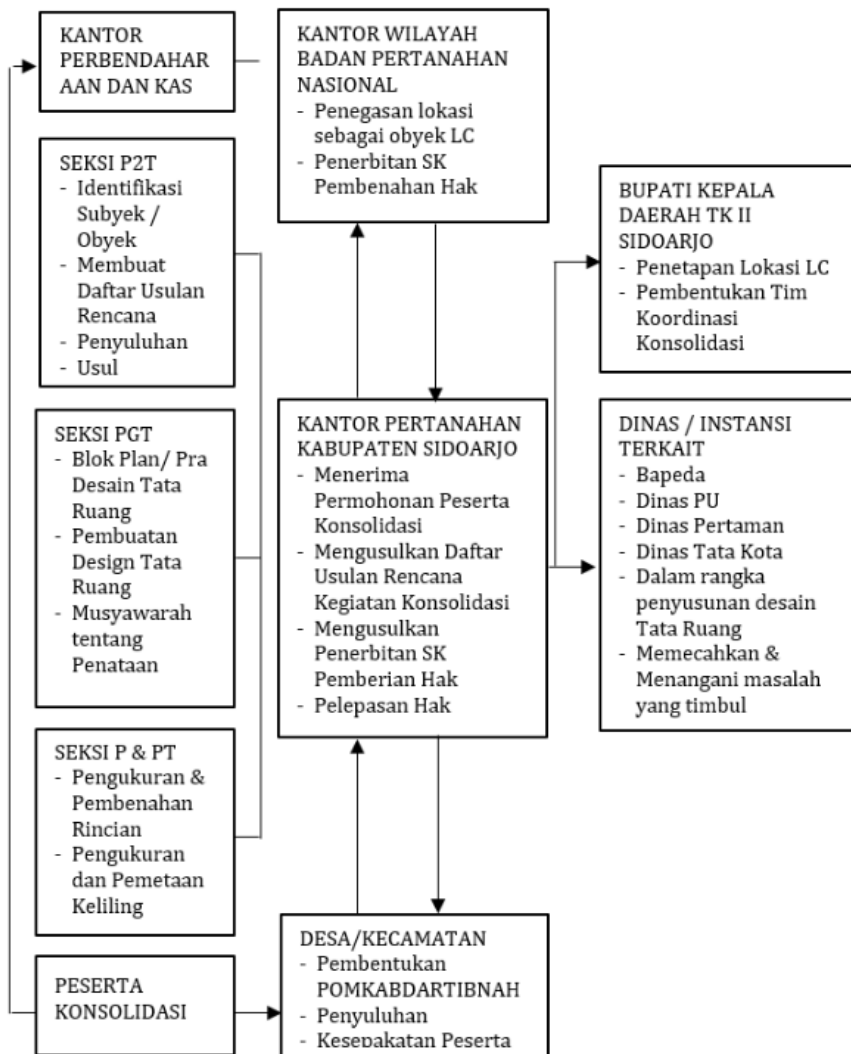 KANTOR
PERBENDAHAR
AAN DAN KAS
SEKSI P2T
- Identifikasi
Subyek /
Obyek
- Membuat
Daftar Usulan
Rencana
- Penyuluhan
- Usul
SEKSI PGT
- Blok Plan/ Pra
Desain Tata
Ruang
- Pembuatan
Design Tata
Ruang
- Musyawarah
tentang
Penataan
SEKSI P & PT
- Pengukuran &
Pembenahan
Rincian
- Pengukuran
dan Pemetaan
Keliling
PESERTA
KONSOLIDASI
KANTOR WILAYAH
BADAN PERTANAHAN
NASIONAL
- Penegasan lokasi
sebagai obyek LC
- Penerbitan SK
Pembenahan Hak
KANTOR PERTANAHAN
KABUPATEN SIDOARJO
- Menerima
Permohonan Peserta
Konsolidasi
- Mengusulkan Daftar
Usulan Rencana
Kegiatan Konsolidasi
- Mengusulkan
Penerbitan SK
Pemberian Hak
- Pelepasan Hak
DESA/KECAMATAN
- Pembentukan
POMKABDARTIBNAH
- Penyuluhan
- Kesepakatan Peserta
BUPATI KEPALA
DAERAH TK II
SIDOARJO
- Penetapan Lokasi LC
- Pembentukan Tim
Koordinasi
Konsolidasi
DINAS / INSTANSI
TERKAIT
- Bapeda
- Dinas PU
- Dinas Pertaman
- Dinas Tata Kota
- Dalam rangka
penyusunan desain
Tata Ruang
- Memecahkan &
Menangani masalah
yang timbul